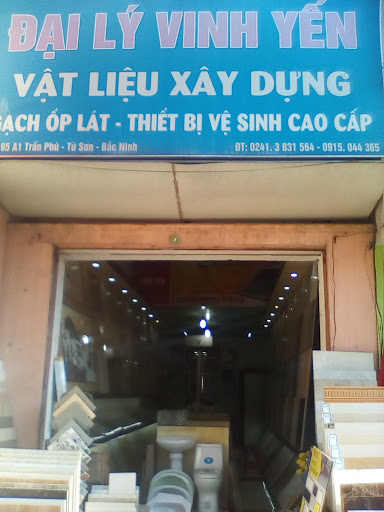 ĐẠI LÝ VINH YẾN
VẬT LIỆU XÂY DỰNG
GẠCH ỐP LÁT - THIẾT BỊ VỆ SINH CAO CẤP
95 A1 Trần Phú - Từ Sơn - Bắc Ninh ĐT: 0241. 3 831 564 - 0915. 044 365